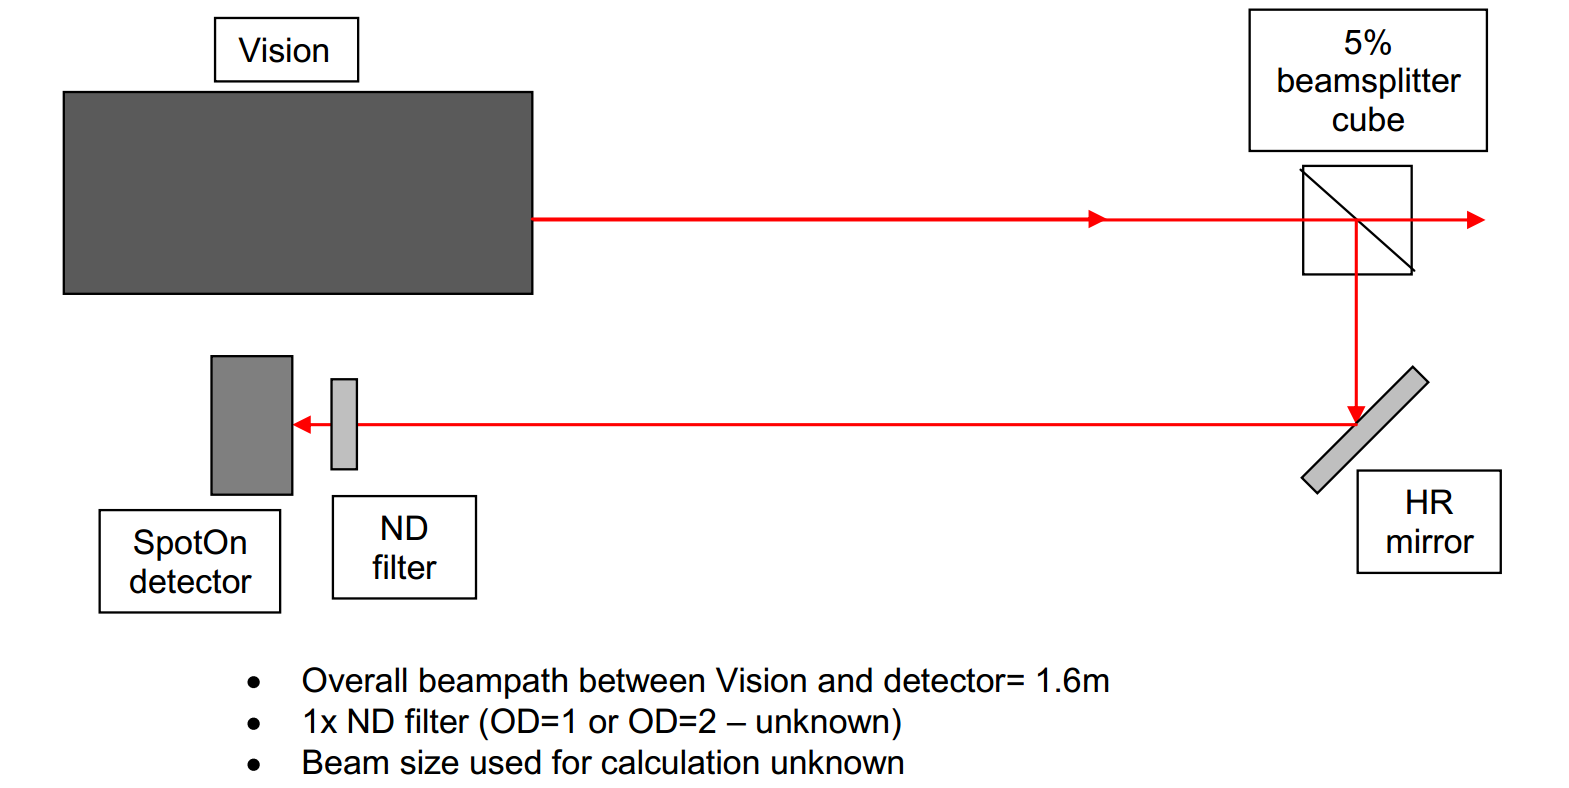 Vision
5%
beamsplitter
cube
SpotOn
detector
ND
filter
HR
mirror
• Overall beampath between Vision and detector= 1.6m
• 1x ND filter (OD=1 or OD=2 – unknown)
• Beam size used for calculation unknown